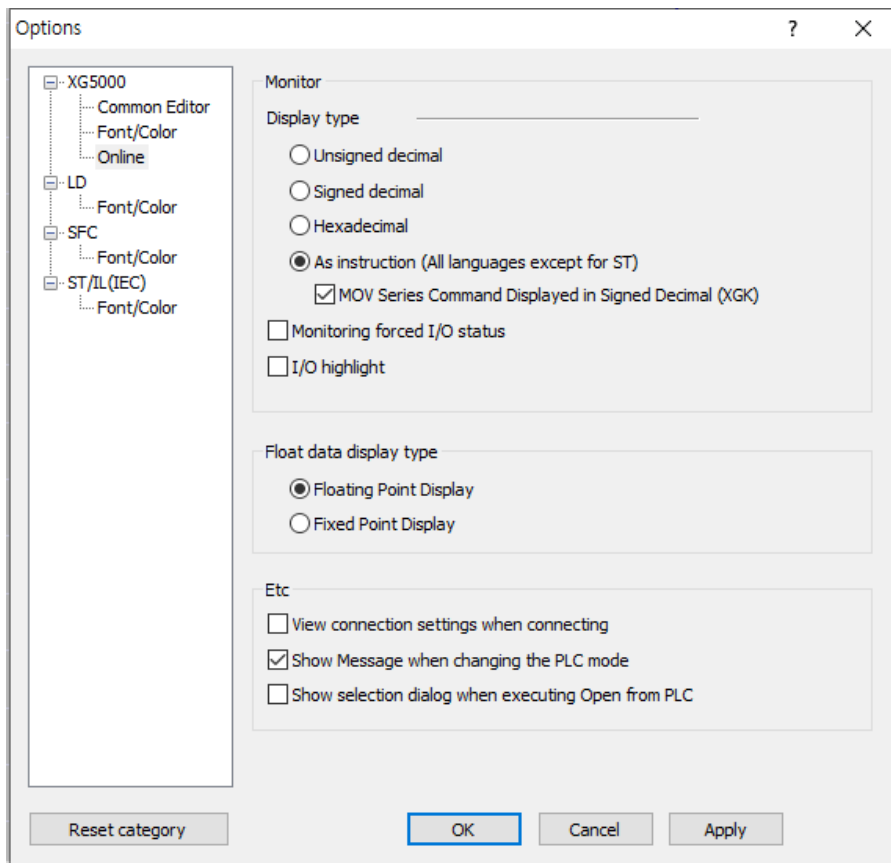 Options
XG5000
Common Editor
Font/Color
Online
LD
Font/Color
SFC
Font/Color
ST/IL(IEC)
Font/Color
Monitor
Display type
Unsigned decimal
Signed decimal
Hexadecimal
As instruction (All languages except for ST)
MOV Series Command Displayed in Signed Decimal (XGK)
Monitoring forced I/O status
I/O highlight
Float data display type
Floating Point Display
Fixed Point Display
Etc
View connection settings when connecting
Show Message when changing the PLC mode
Show selection dialog when executing Open from PLC
Reset category
OK
Cancel
Apply